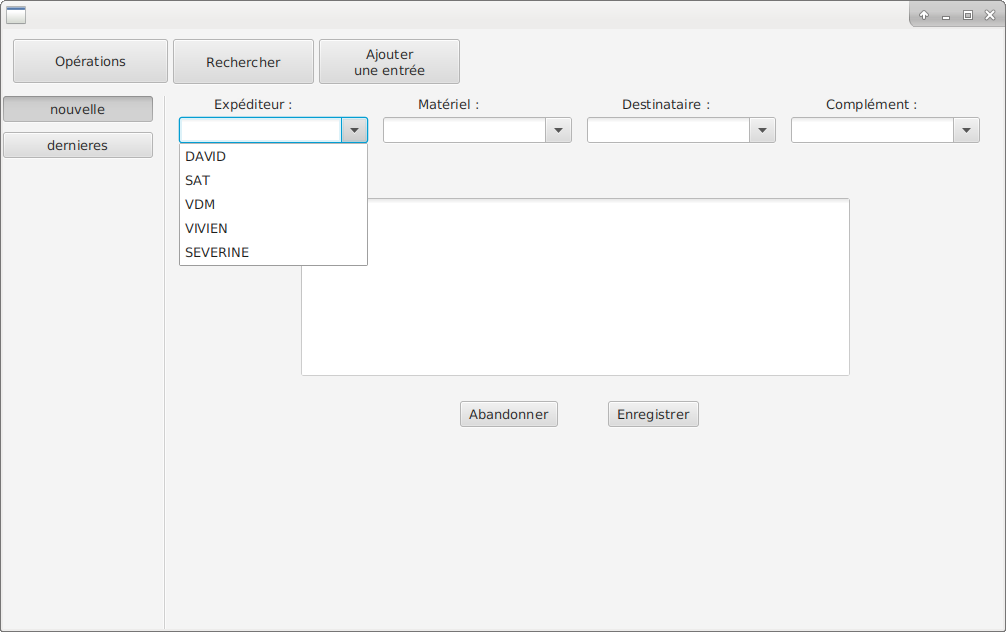 Opérations
Rechercher
Ajouter
une entrée
nouvelle
dernieres
Expéditeur :
Matériel :
Destinataire :
Complément :
DAVID
SAT
VDM
VIVIEN
SEVERINE
Abandonner
Enregistrer